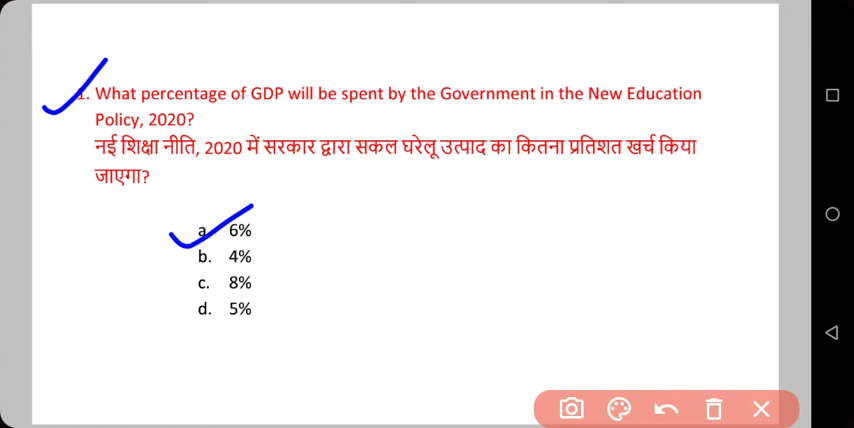 1. What percentage of GDP will be spent by the Government in the New Education
Policy, 2020?
नई शिक्षा नीति, 2020 में सरकार द्वारा सकल घरेलू उत्पाद का कितना प्रतिशत खर्च किया
जाएगा?
a. 6%
b. 4%
c. 8%
d. 5%